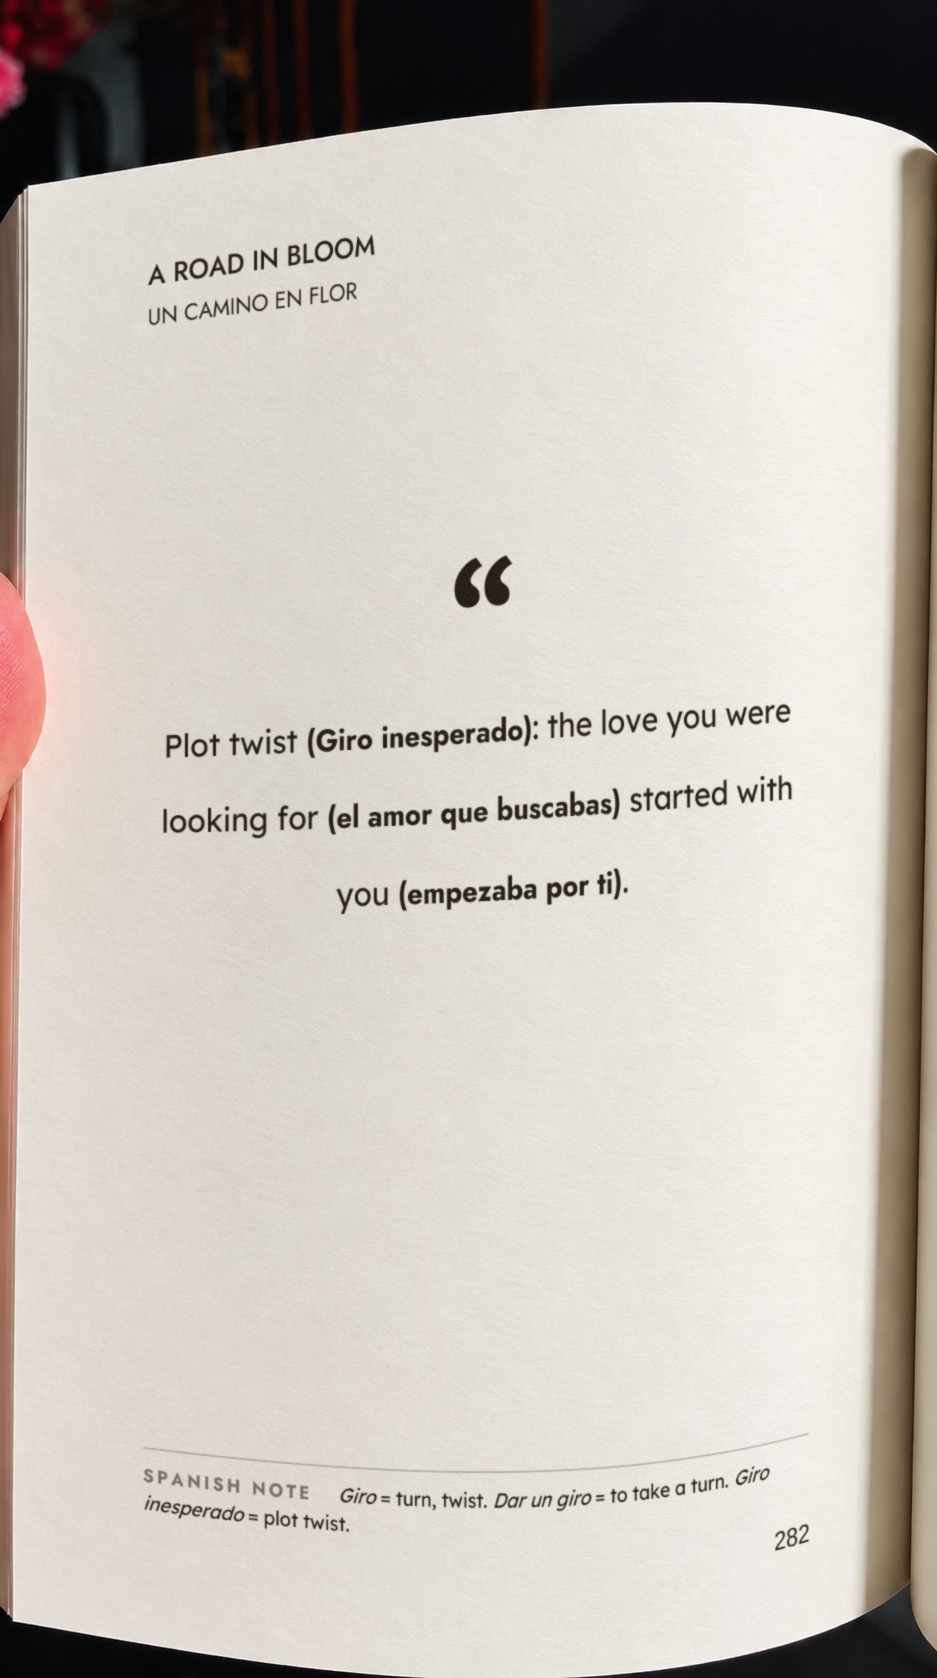 A ROAD IN BLOOM
UN CAMINO EN FLOR
“
Plot twist (Giro inesperado): the love you were
looking for (el amor que buscabas) started with
you (empezaba por ti).
SPANISH NOTE Giro = turn, twist. Dar un giro = to take a turn. Giro
inesperado = plot twist.
282